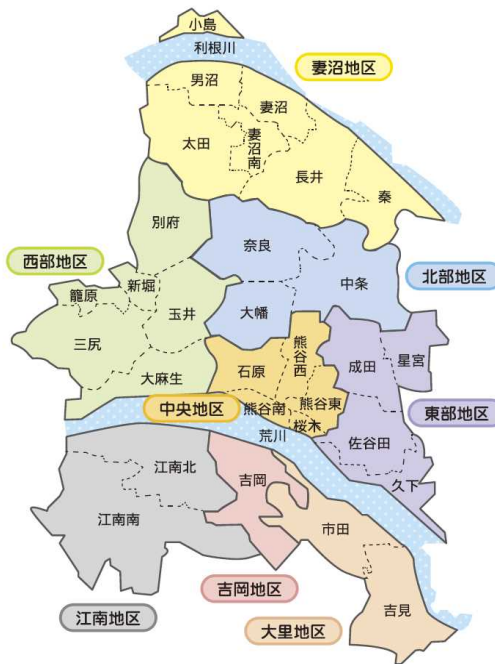 小島
利根川
妻沼地区
男沼
妻沼
太田
妻沼南
長井
秦
別府
奈良
西部地区
北部地区
中条
籠原
新堀
玉井
大幡
三尻
熊谷西
成田
星宮
石原
大麻生
熊谷東
中央地区
熊谷南
桜木
東部地区
荒川
佐谷田
江南北
吉岡
久下
江南南
市田
吉岡地区
吉見
江南地区
大里地区